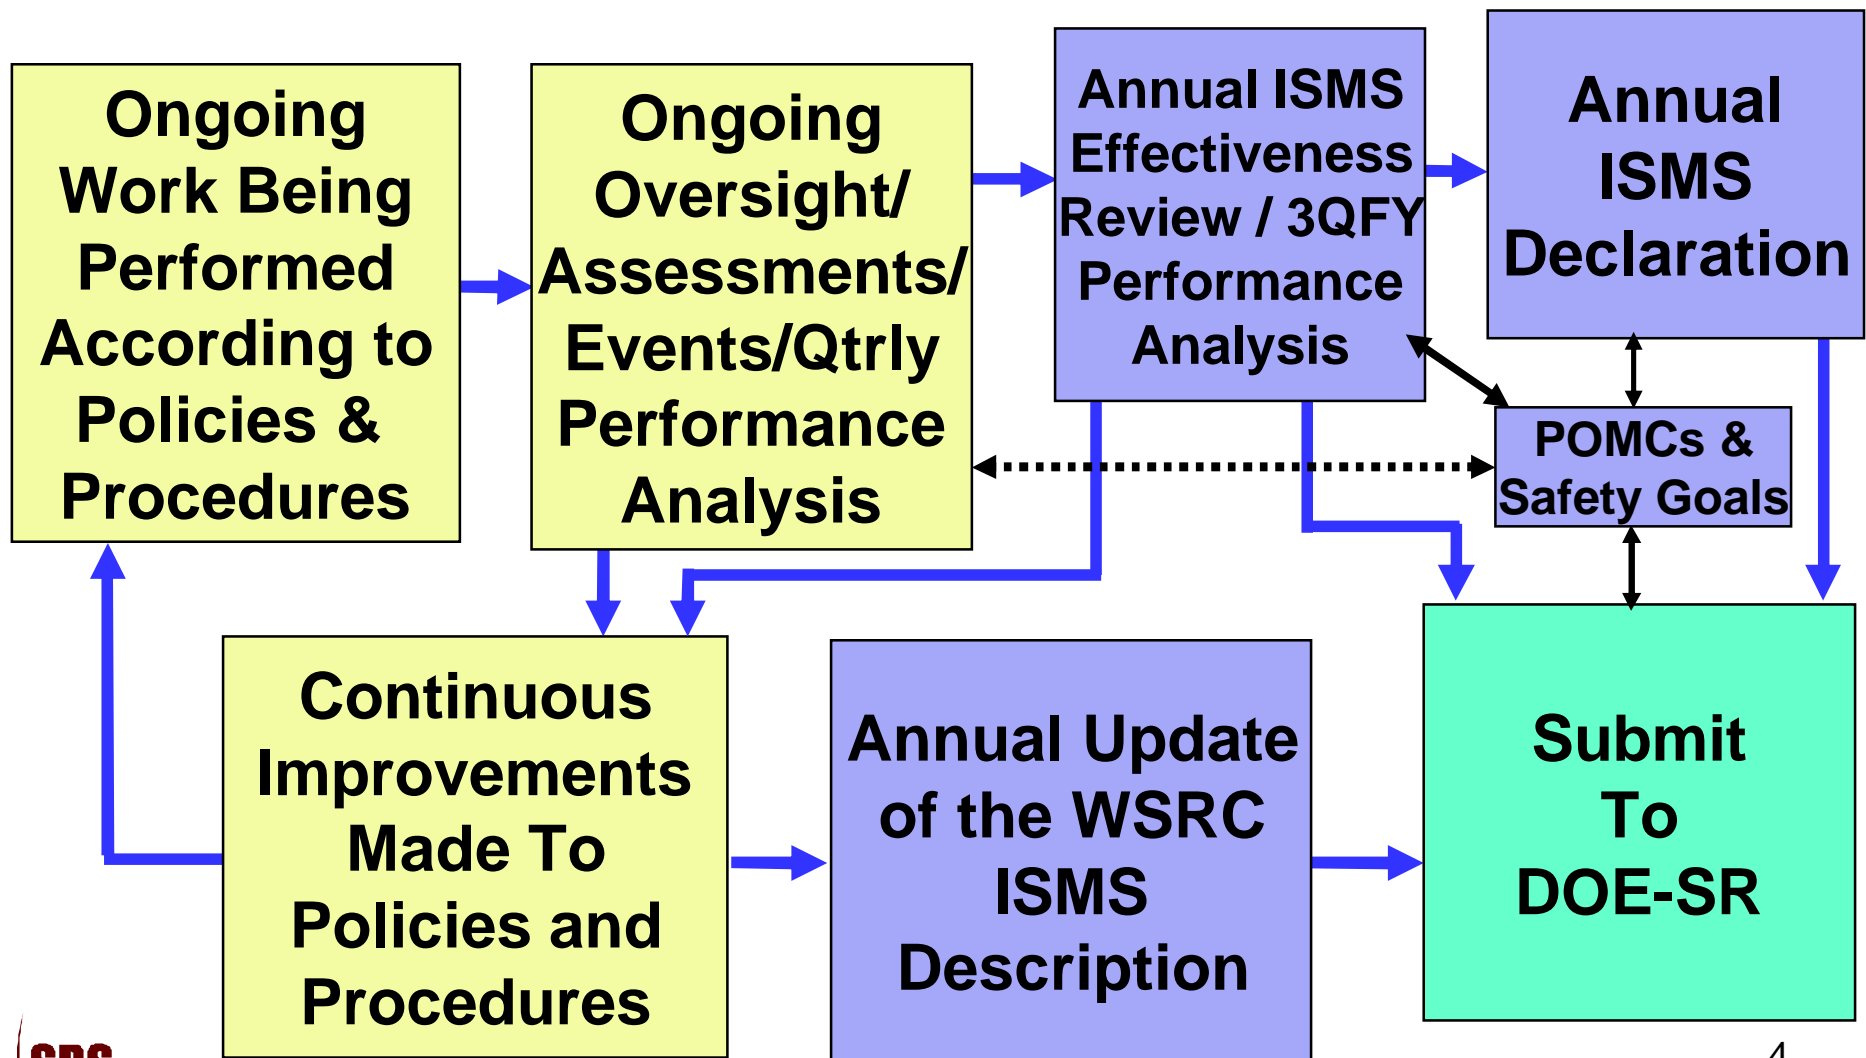 Ongoing
Work Being
Performed
According to
Policies &
Procedures
Ongoing
Oversight/
Assessments/
Events/Qtrly
Performance
Analysis
Annual ISMS
Effectiveness
Review / 3QFY
Performance
Analysis
Annual
ISMS
Declaration
POMCs &
Safety Goals
Continuous
Improvements
Made To
Policies and
Procedures
Annual Update
of the WSRC
ISMS
Description
Submit
To
DOE-SR
SRS
4